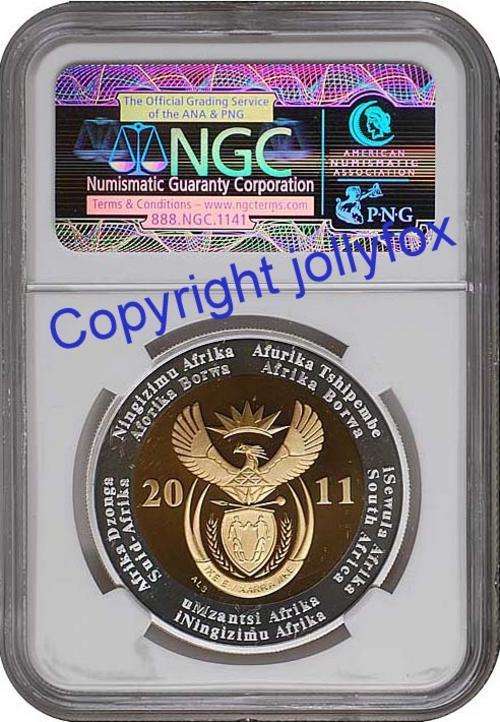 The Official Grading Service
of the ANA & PNG
NGC
Numismatic Guaranty Corporation
Terms & Conditions – www.ngcterms.com
888.NGC.1141
AMERICAN
NUMISMATIC
ASSOCIATION
PNG
Copyright jollyfox
Ningizimu Afrika
Aforika Borwa
Afurika Tshipembe
Afrika Borwa
Afrika Dzonga
Suid-Afrika
iSewula Afrika
South Africa
20 11
ALS
uMzantsi Afrika
iNingizimu Afrika